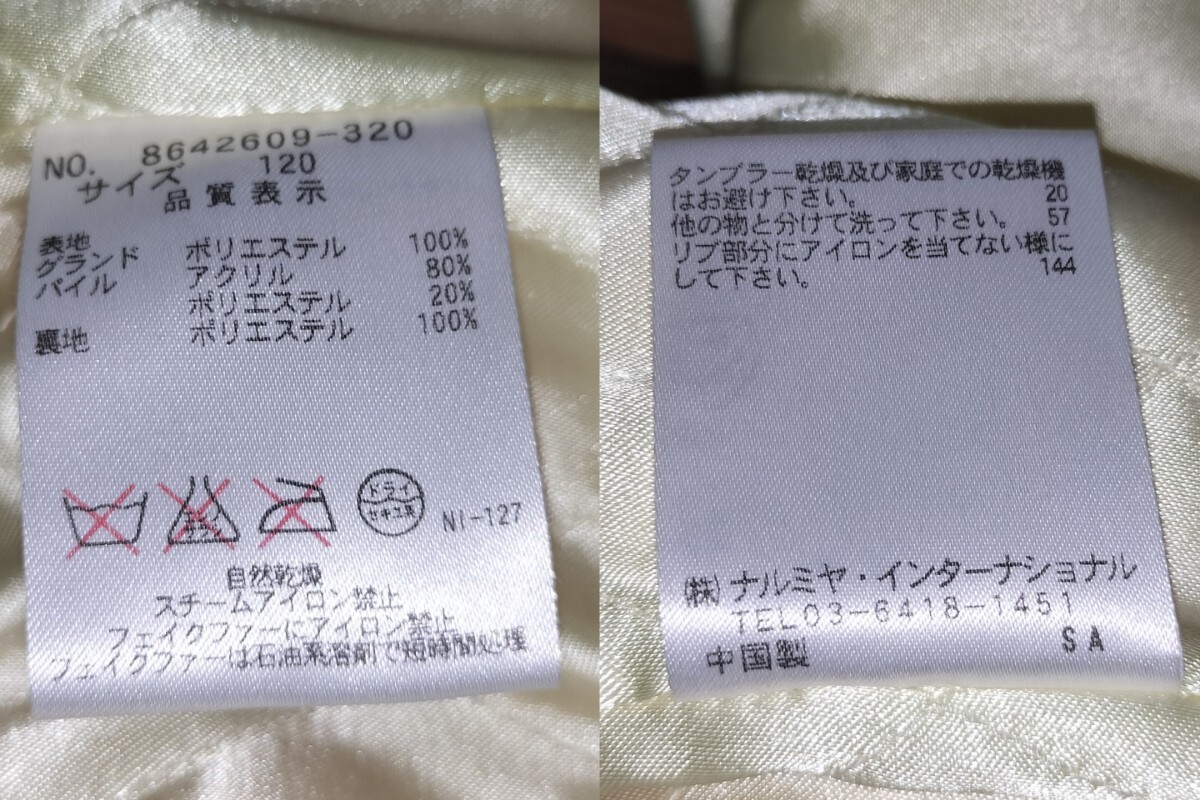 NO. 8642609-320
サイズ 120
品質表示
表地
グランド ポリエステル 100%
パイル アクリル 80%
ポリエステル 20%
裏地 ポリエステル 100%
ドライ
セキユ系
NI-127
自然乾燥
スチームアイロン禁止
フェイクファーにアイロン禁止
フェイクファーは石油系溶剤で短時間処理
タンブラー乾燥及び家庭での乾燥機
はお避け下さい。 20
他の物と分けて洗って下さい。 57
リブ部分にアイロンを当てない様に
して下さい。 144
(株)ナルミヤ・インターナショナル
TEL03-6418-1451
中国製 SA